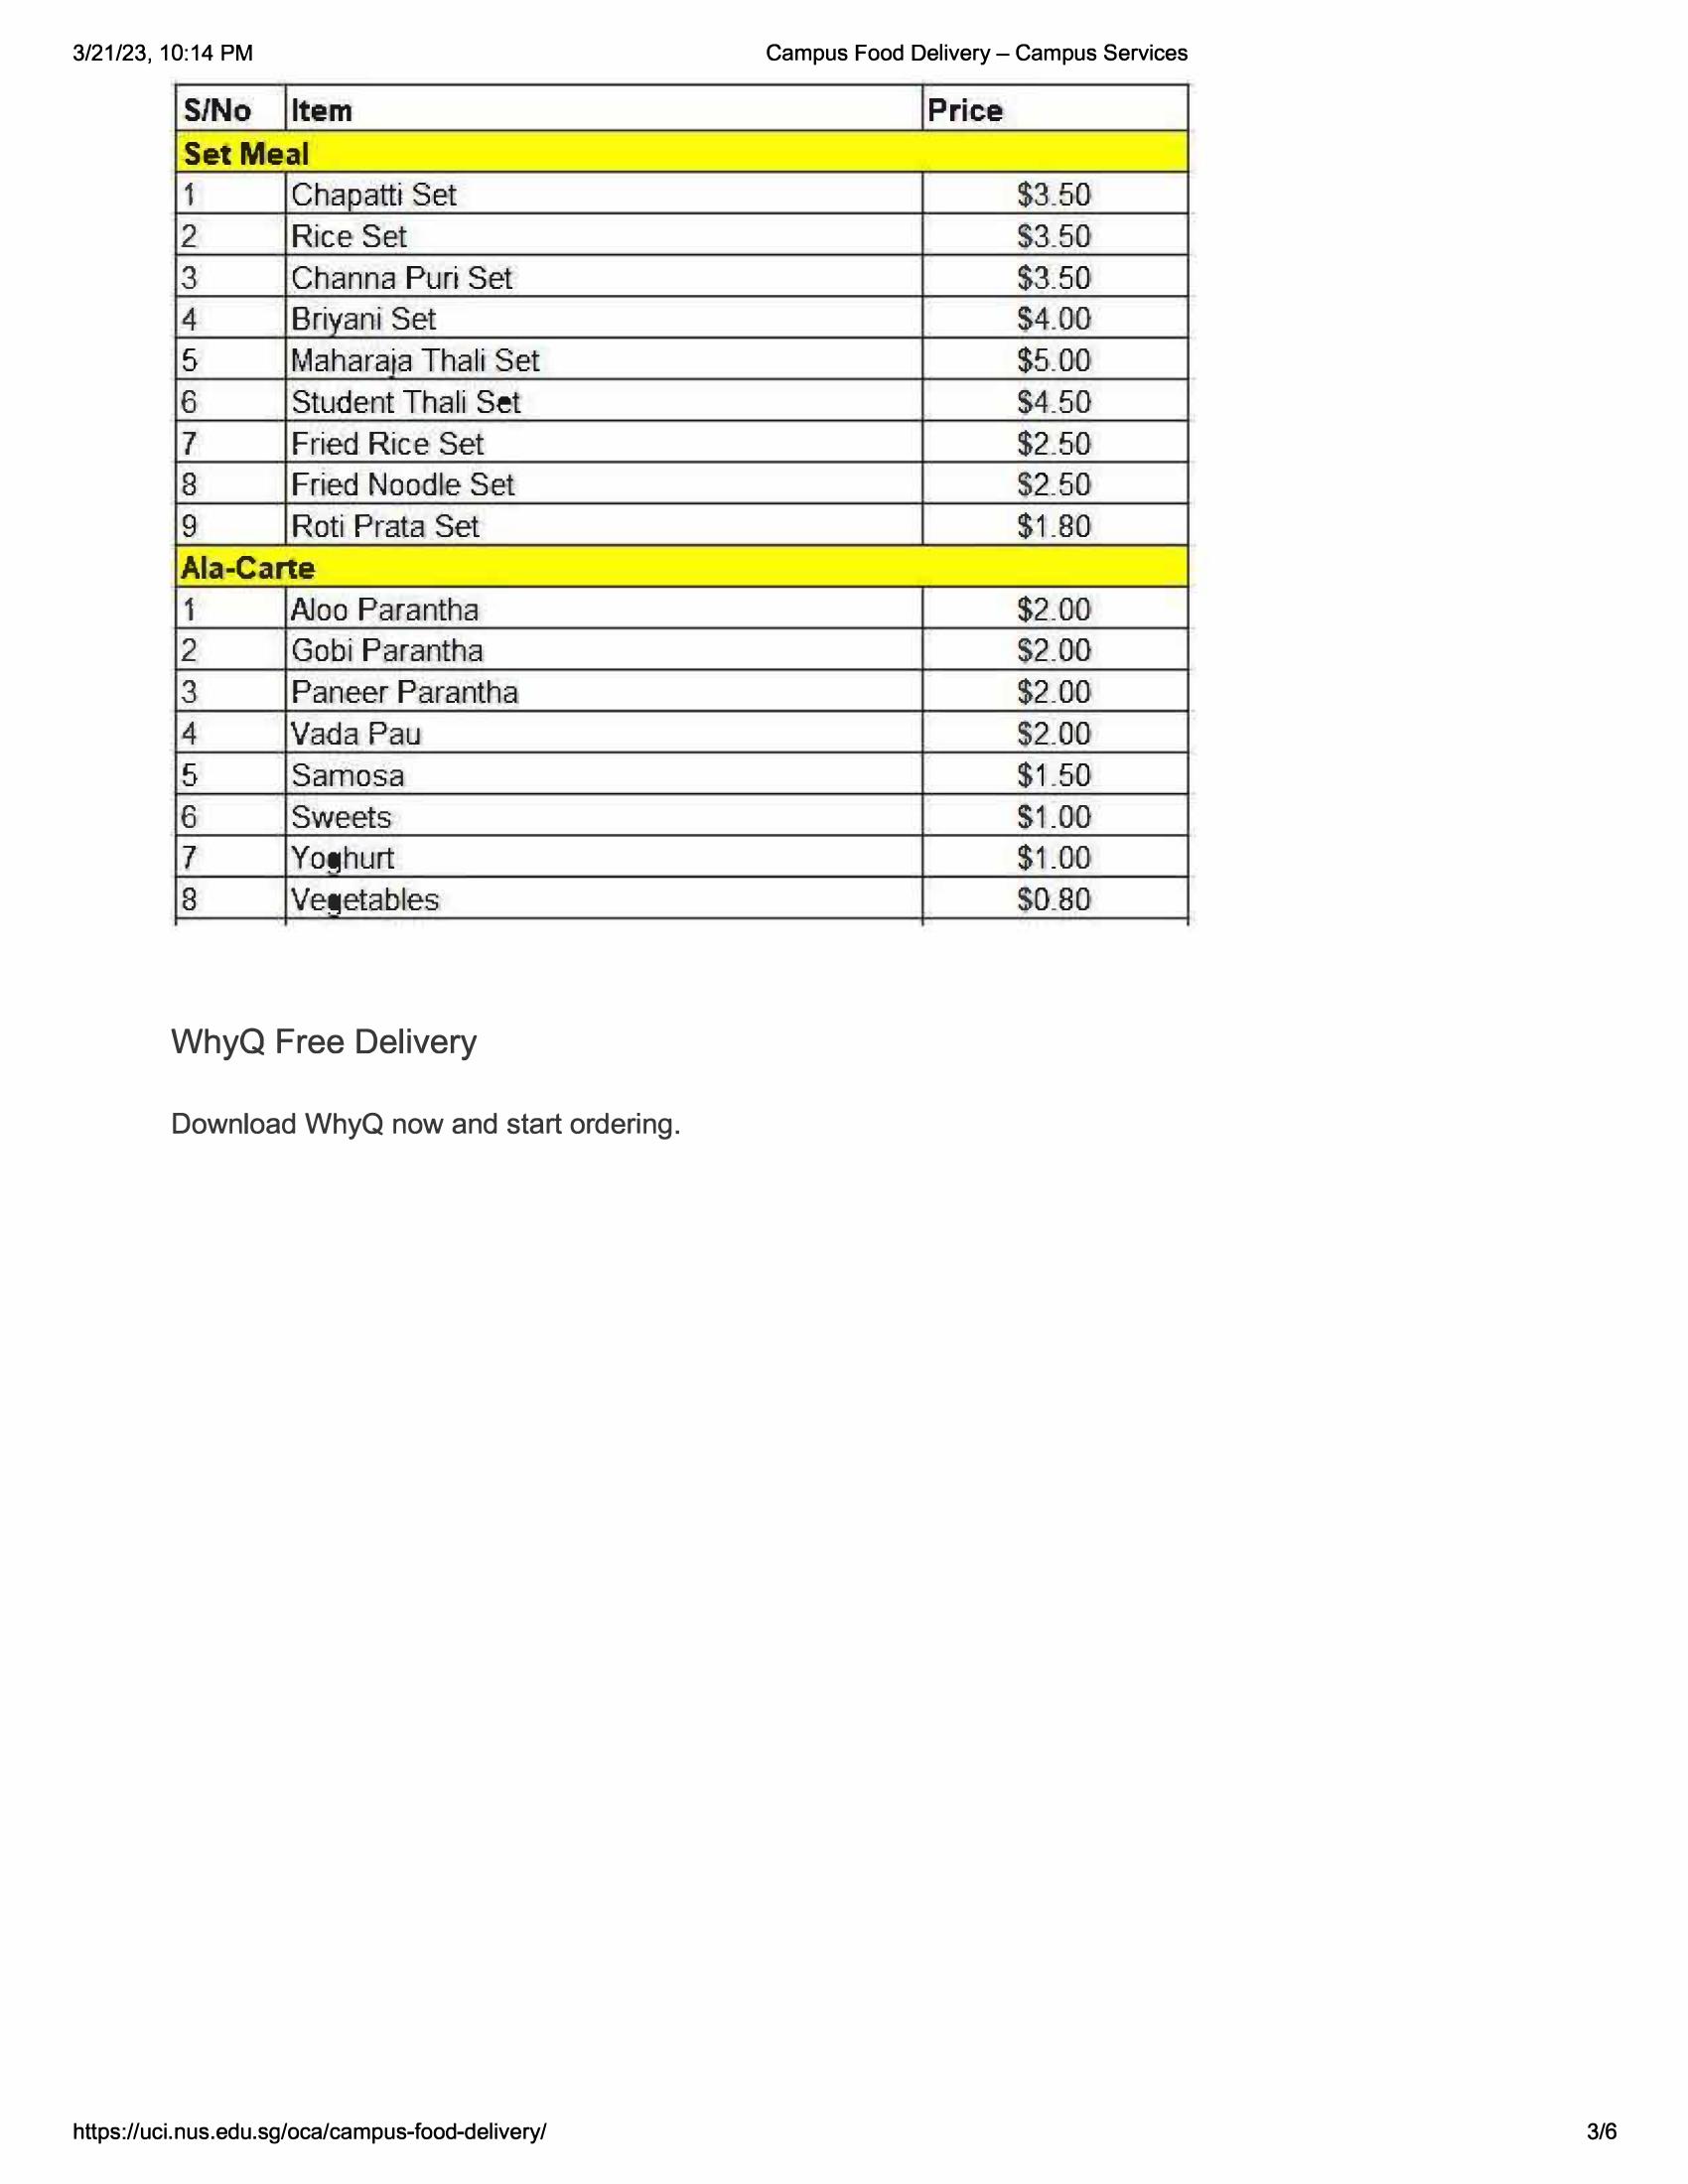 3/21/23, 10:14 PM Campus Food Delivery – Campus Services
S/No Item Price
Set Meal
1 Chapatti Set $3.50
2 Rice Set $3.50
3 Channa Puri Set $3.50
4 Briyani Set $4.00
5 Maharaja Thali Set $5.00
6 Student Thali Set $4.50
7 Fried Rice Set $2.50
8 Fried Noodle Set $2.50
9 Roti Prata Set $1.80
Ala-Carte
1 Aloo Parantha $2.00
2 Gobi Parantha $2.00
3 Paneer Parantha $2.00
4 Vada Pau $2.00
5 Samosa $1.50
6 Sweets $1.00
7 Yoghurt $1.00
8 Vegetables $0.80
WhyQ Free Delivery
Download WhyQ now and start ordering.
https://uci.nus.edu.sg/oca/campus-food-delivery/ 3/6